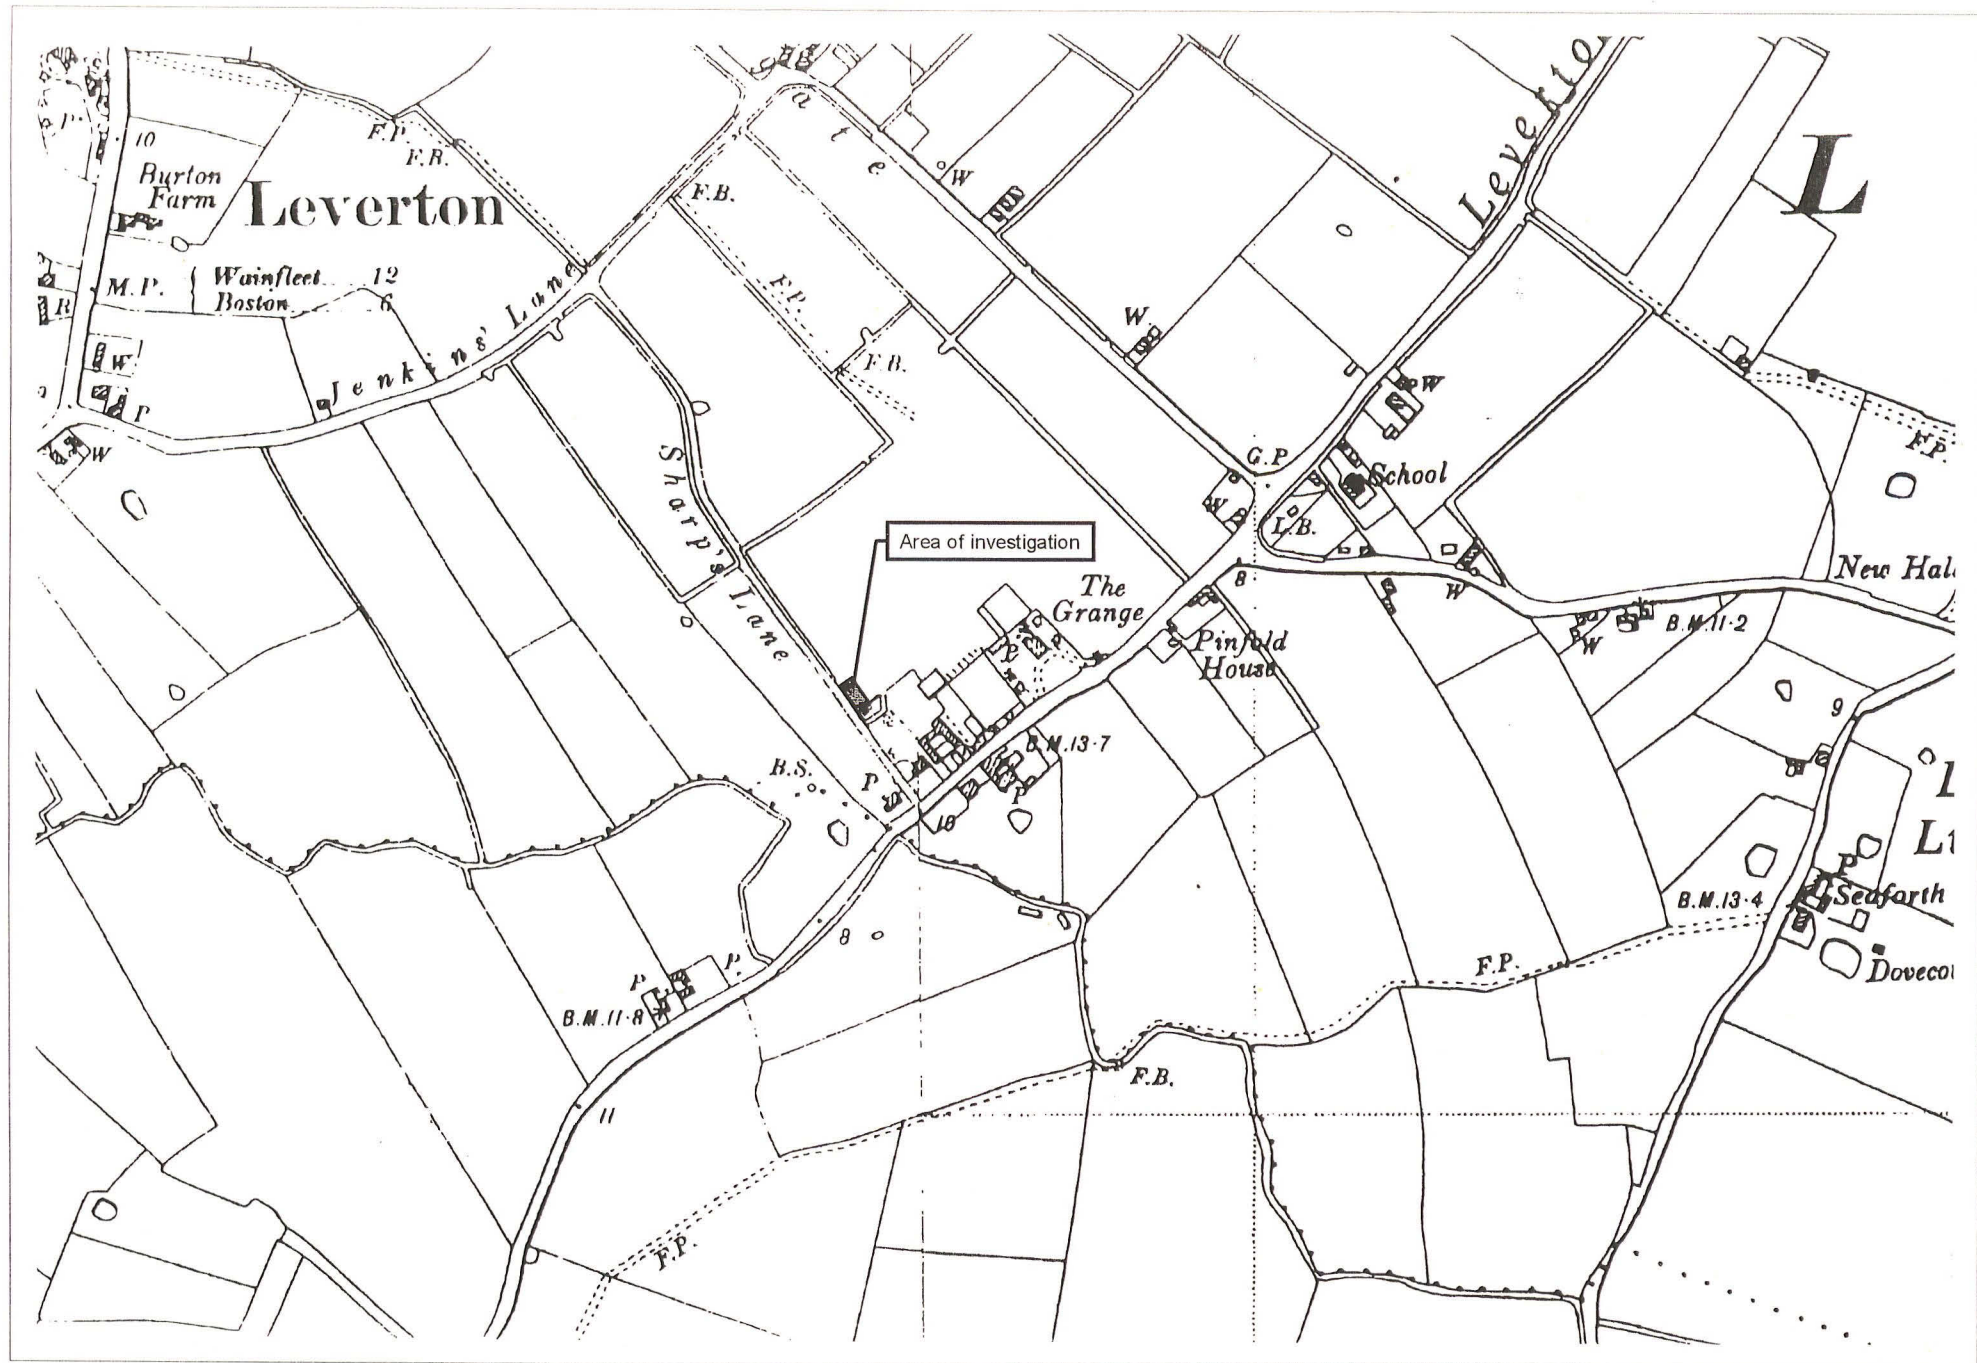 a t e
Leverto
L
P.
10
F.P.
F.B.
Burton
Farm
Leverton
F.B.
W
M.P. { Wainfleet 12
Boston 6
R
F.P.
W
F.B.
W
Jenkins' Lane
P
W
W
G.P
School
F.P.
Sharp's Lane
W
L.B.
Area of investigation
8
The
Grange
New Hal
W
B.M.11·2
W
P
Pinfold
House
9
B.M.13·7
B.S.
P
P
10
L
P
B.M.13·4
Seaforth
8
F.P.
Dovecot
P
P
B.M.11·8
F.B.
11
F.P.